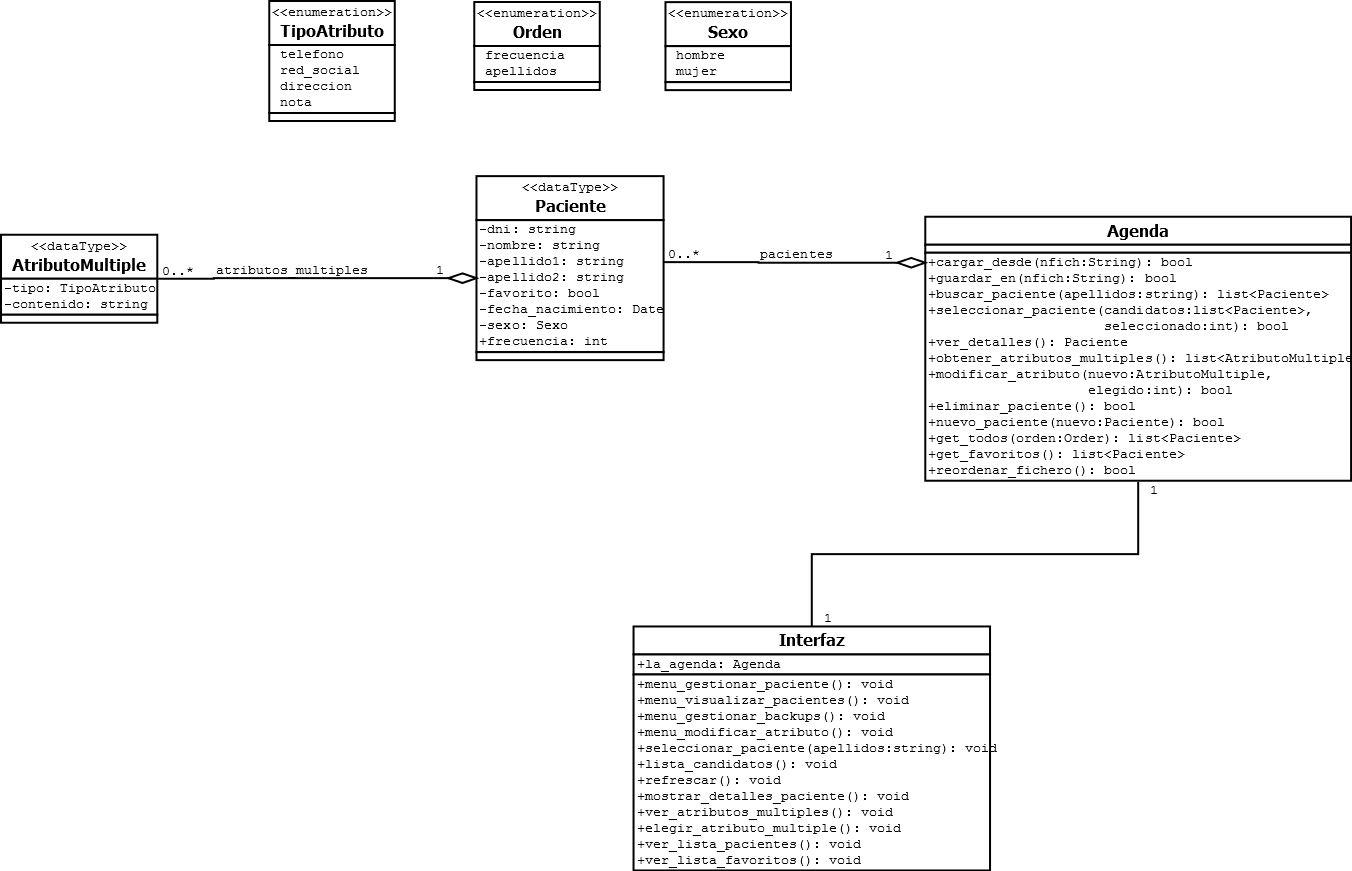 <<enumeration>>
TipoAtributo
telefono
red_social
direccion
nota
<<enumeration>>
Orden
frecuencia
apellidos
<<enumeration>>
Sexo
hombre
mujer
<<dataType>>
AtributoMultiple
-tipo: TipoAtributo
-contenido: string
0..*
atributos multiples
1
<<dataType>>
Paciente
-dni: string
-nombre: string
-apellido1: string
-apellido2: string
-favorito: bool
-fecha_nacimiento: Date
-sexo: Sexo
+frecuencia: int
0..*
pacientes
1
Agenda
+cargar_desde(nfich:String): bool
+guardar_en(nfich:String): bool
+buscar_paciente(apellidos:string): list<Paciente>
+seleccionar_paciente(candidatos:list<Paciente>,
seleccionado:int): bool
+ver_detalles(): Paciente
+obtener_atributos_multiples(): list<AtributoMultiple
+modificar_atributo(nuevo:AtributoMultiple,
elegido:int): bool
+eliminar_paciente(): bool
+nuevo_paciente(nuevo:Paciente): bool
+get_todos(orden:Order): list<Paciente>
+get_favoritos(): list<Paciente>
+reordenar_fichero(): bool
1
1
Interfaz
+la_agenda: Agenda
+menu_gestionar_paciente(): void
+menu_visualizar_pacientes(): void
+menu_gestionar_backups(): void
+menu_modificar_atributo(): void
+seleccionar_paciente(apellidos:string): void
+lista_candidatos(): void
+refrescar(): void
+mostrar_detalles_paciente(): void
+ver_atributos_multiples(): void
+elegir_atributo_multiple(): void
+ver_lista_pacientes(): void
+ver_lista_favoritos(): void